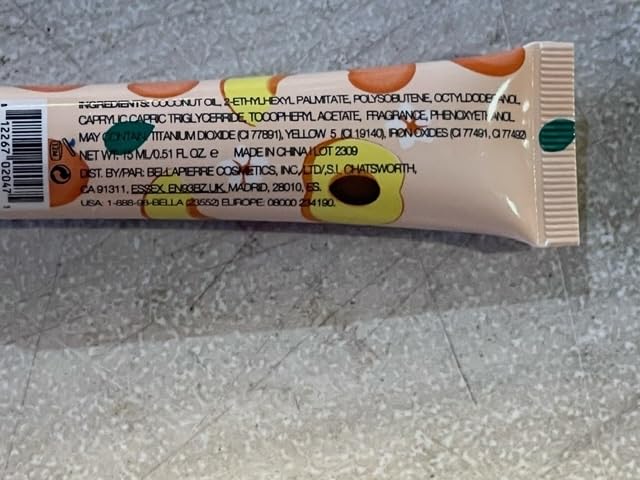 INGREDIENTS: COCONUT OIL, 2-ETHYLHEXYL PALMITATE, POLYISOBUTENE, OCTYLDODECANOL,
CAPRYLIC CAPRIC TRIGLYCERIDE, TOCOPHERYL ACETATE, FRAGRANCE, PHENOXYETHANOL
MAY CONTAIN: TITANIUM DIOXIDE (CI 77891), YELLOW 5 (CI 19140), IRON OXIDES (CI 77491, CI 77492)
NET WT. 15 ML/0.51 FL OZ. e MADE IN CHINA LOT 2309
DIST. BY/PAR: BELLAPIERRE COSMETICS, INC,/LTD/,S.L. CHATSWORTH,
CA 91311, ESSEX, EN93BZ,UK, MADRID, 28010, ES.
USA: 1-888-98-BELLA (23552) EUROPE: 08000 234190.
12267 02047